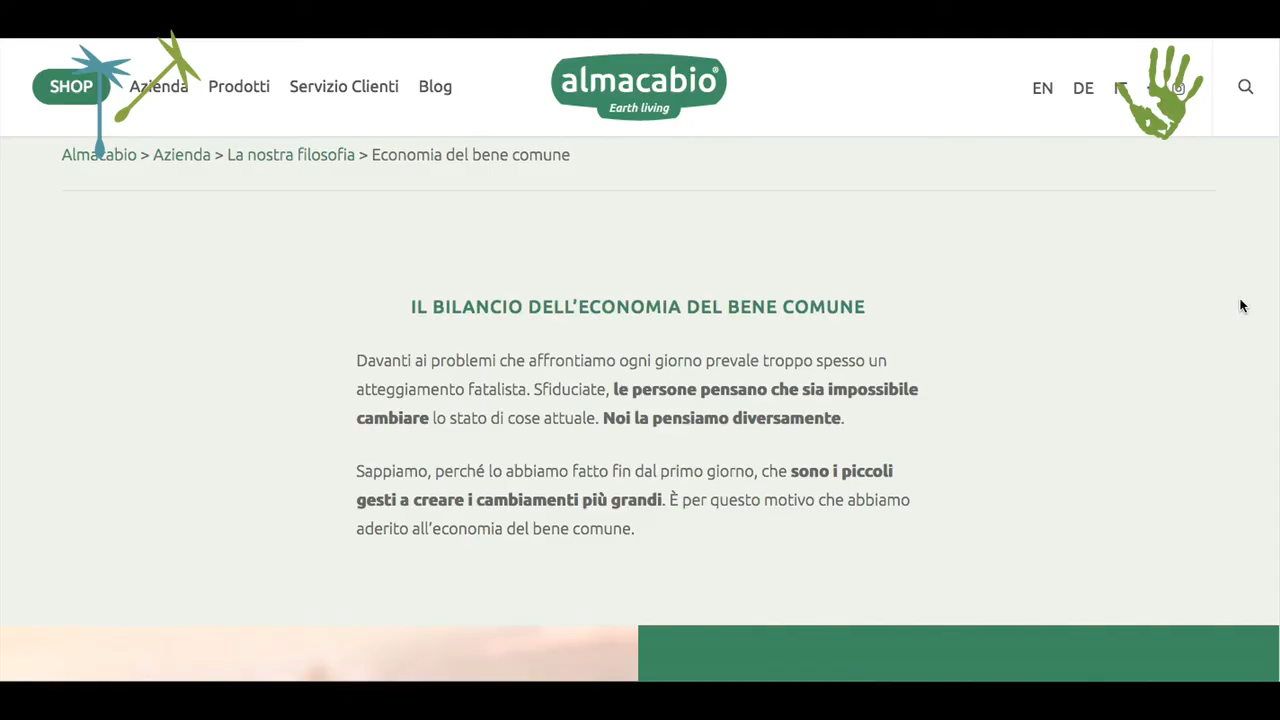 SHOP Azienda Prodotti Servizio Clienti Blog
almacabio®
Earth living
EN DE
Almacabio > Azienda > La nostra filosofia > Economia del bene comune
IL BILANCIO DELL’ECONOMIA DEL BENE COMUNE
Davanti ai problemi che affrontiamo ogni giorno prevale troppo spesso un
atteggiamento fatalista. Sfiduciate, le persone pensano che sia impossibile
cambiare lo stato di cose attuale. Noi la pensiamo diversamente.
Sappiamo, perché lo abbiamo fatto fin dal primo giorno, che sono i piccoli
gesti a creare i cambiamenti più grandi. È per questo motivo che abbiamo
aderito all’economia del bene comune.